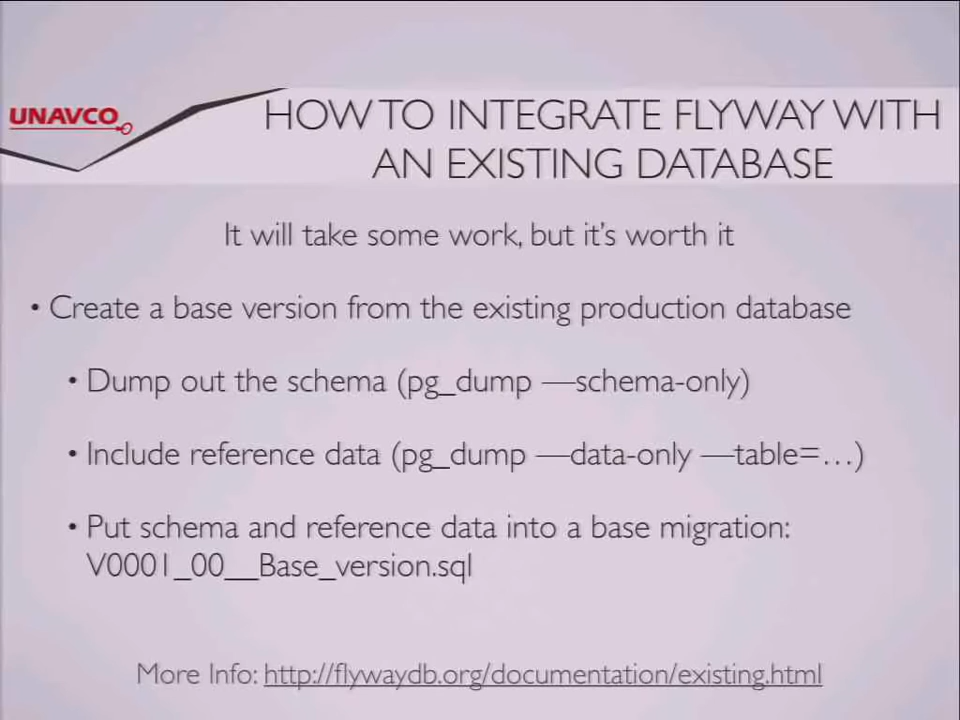 UNAVCO
HOW TO INTEGRATE FLYWAY WITH
AN EXISTING DATABASE
It will take some work, but it's worth it
• Create a base version from the existing production database
• Dump out the schema (pg_dump —schema-only)
• Include reference data (pg_dump —data-only —table=…)
• Put schema and reference data into a base migration:
V0001_00__Base_version.sql
More Info: http://flywaydb.org/documentation/existing.html